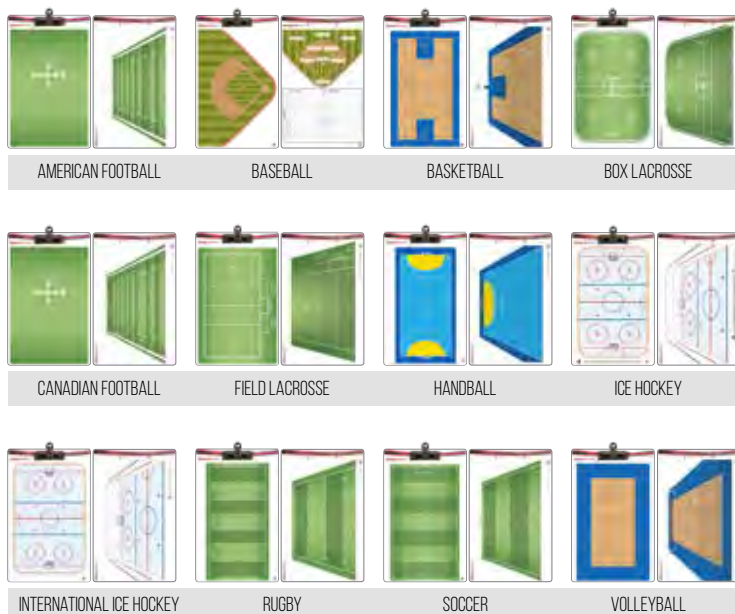 AMERICAN FOOTBALL
BASEBALL
BASKETBALL
BOX LACROSSE
CANADIAN FOOTBALL
FIELD LACROSSE
HANDBALL
ICE HOCKEY
INTERNATIONAL ICE HOCKEY
RUGBY
SOCCER
VOLLEYBALL